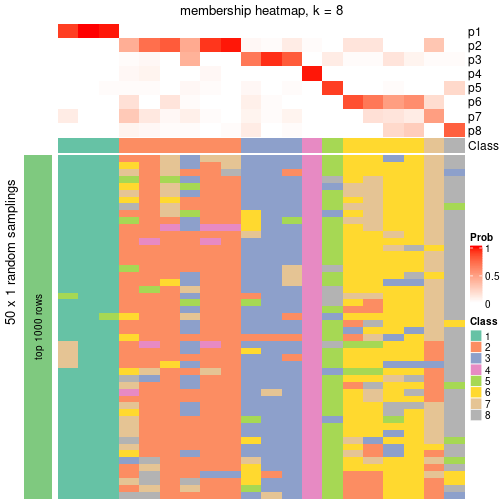 membership heatmap, k = 8
p1
p2
p3
p4
p5
p6
p7
p8
Class
50 x 1 random samplings
top 1000 rows
Prob
1
0.5
0
Class
1
2
3
4
5
6
7
8